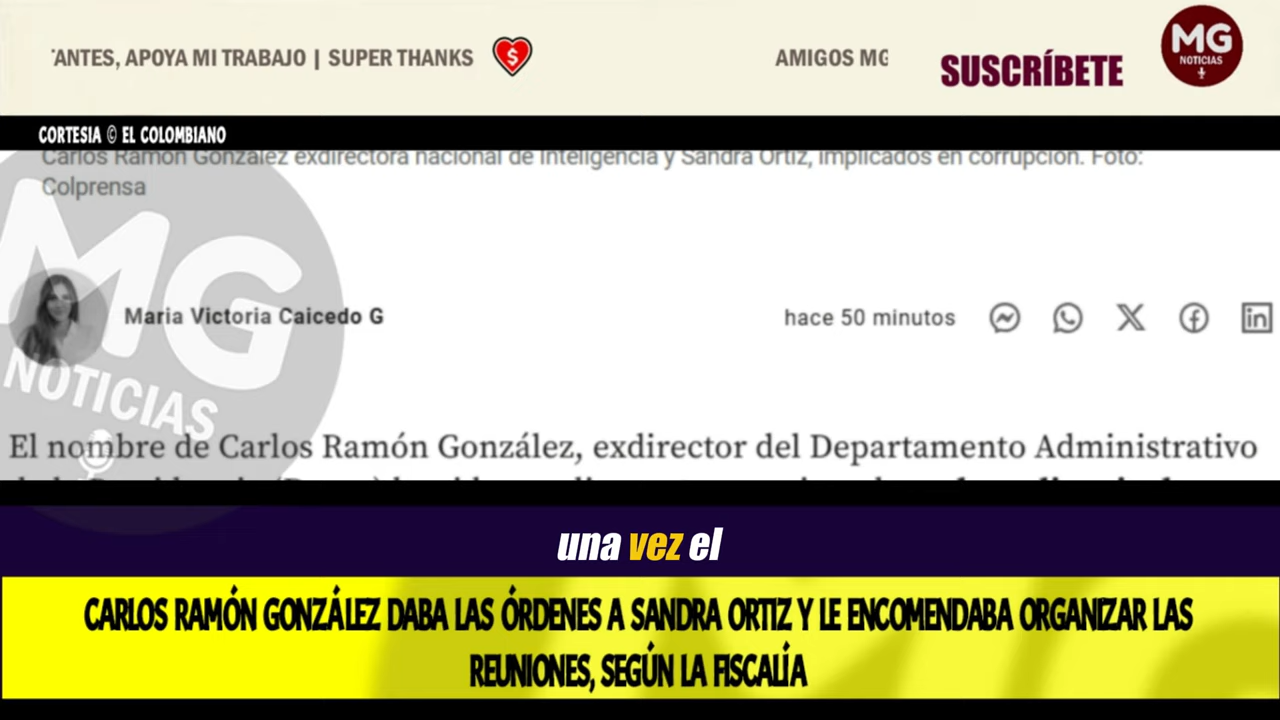 'ANTES, APOYA MI TRABAJO | SUPER THANKS
AMIGOS MG
SUSCRÍBETE
MG
NOTICIAS
CORTESIA © EL COLOMBIANO
Carlos Ramón González exdirectora nacional de Inteligencia y Sandra Ortiz, implicados en corrupción. Foto:
Colprensa
MG
NOTICIAS
Maria Victoria Caicedo G
hace 50 minutos
El nombre de Carlos Ramón González, exdirector del Departamento Administrativo
una vez el
CARLOS RAMÓN GONZÁLEZ DABA LAS ÓRDENES A SANDRA ORTIZ Y LE ENCOMENDABA ORGANIZAR LAS
REUNIONES, SEGÚN LA FISCALÍA